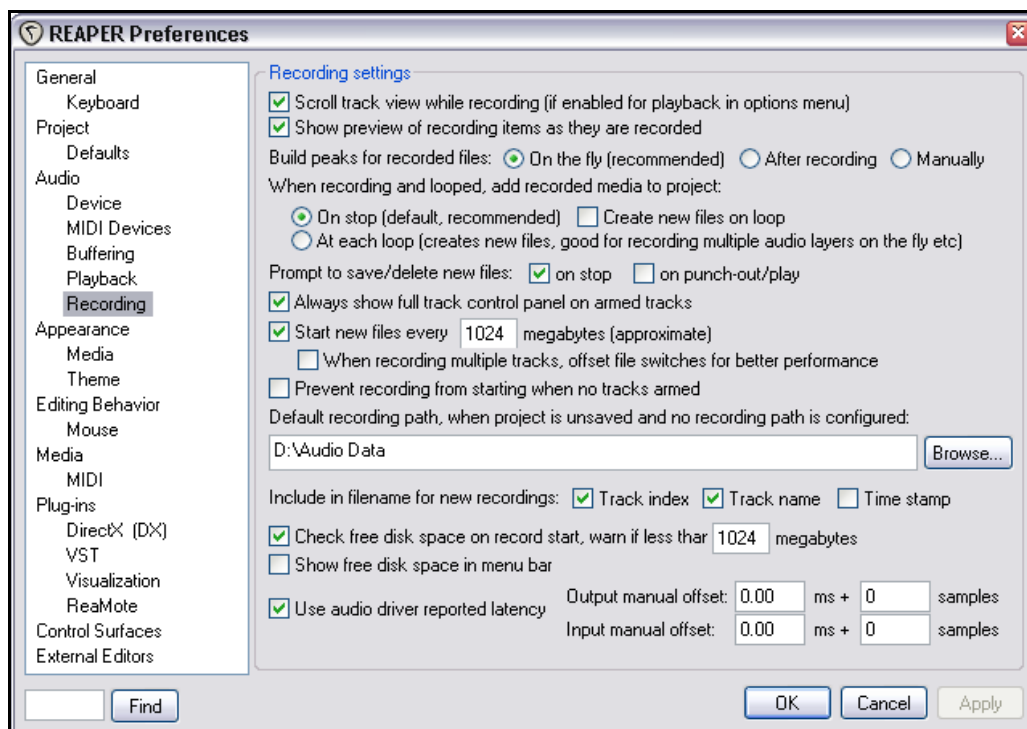 REAPER Preferences
General
Keyboard
Project
Defaults
Audio
Device
MIDI Devices
Buffering
Playback
Recording
Appearance
Media
Theme
Editing Behavior
Mouse
Media
MIDI
Plug-ins
DirectX (DX)
VST
Visualization
ReaMote
Control Surfaces
External Editors
Find
Recording settings
Scroll track view while recording (if enabled for playback in options menu)
Show preview of recording items as they are recorded
Build peaks for recorded files: On the fly (recommended) After recording Manually
When recording and looped, add recorded media to project:
On stop (default, recommended) Create new files on loop
At each loop (creates new files, good for recording multiple audio layers on the fly etc)
Prompt to save/delete new files: on stop on punch-out/play
Always show full track control panel on armed tracks
Start new files every 1024 megabytes (approximate)
When recording multiple tracks, offset file switches for better performance
Prevent recording from starting when no tracks armed
Default recording path, when project is unsaved and no recording path is configured:
D:\Audio Data Browse...
Include in filename for new recordings: Track index Track name Time stamp
Check free disk space on record start, warn if less thar 1024 megabytes
Show free disk space in menu bar
Use audio driver reported latency Output manual offset: 0.00 ms + 0 samples
Input manual offset: 0.00 ms + 0 samples
OK Cancel Apply